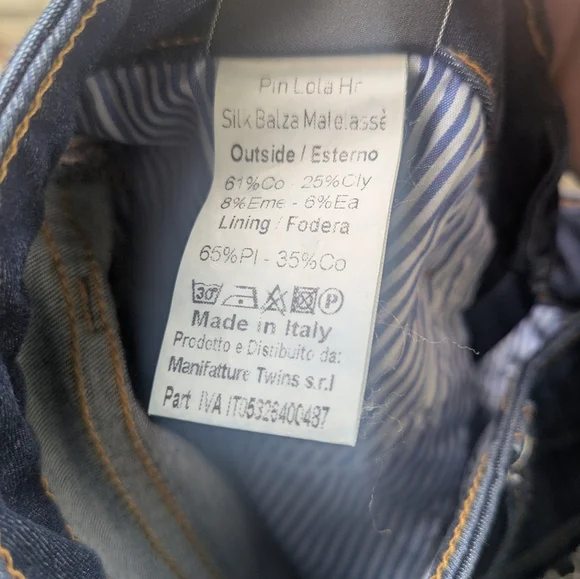 Pin Lola Hr
Silk Balza Matelassè
Outside / Esterno
61%Co - 25%Cly
8%Eme - 6%Ea
Lining / Fodera
65%Pl - 35%Co
30°
P
Made in Italy
Prodotto e Distribuito da:
Manifatture Twins s.r.l
Part IVA IT05326400487